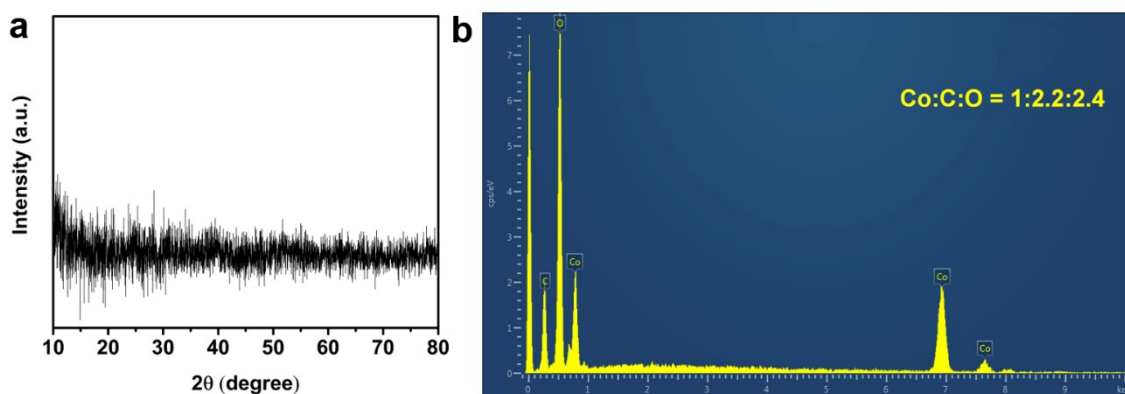 a
Intensity (a.u.)
10 20 30 40 50 60 70 80
2θ (degree)
b
cps/eV
7
6
5
4
3
2
1
0
O
C
Co
Co
Co
Co:C:O = 1:2.2:2.4
0 1 2 3 4 5 6 7 8 9